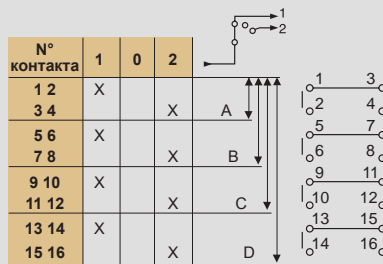 1
2
N° контакта 1 0 2
1 2 X
3 4 X A
5 6 X
7 8 X B
9 10 X
11 12 X C
13 14 X
15 16 X D
1 3
2 4
5 7
6 8
9 11
10 12
13 15
14 16